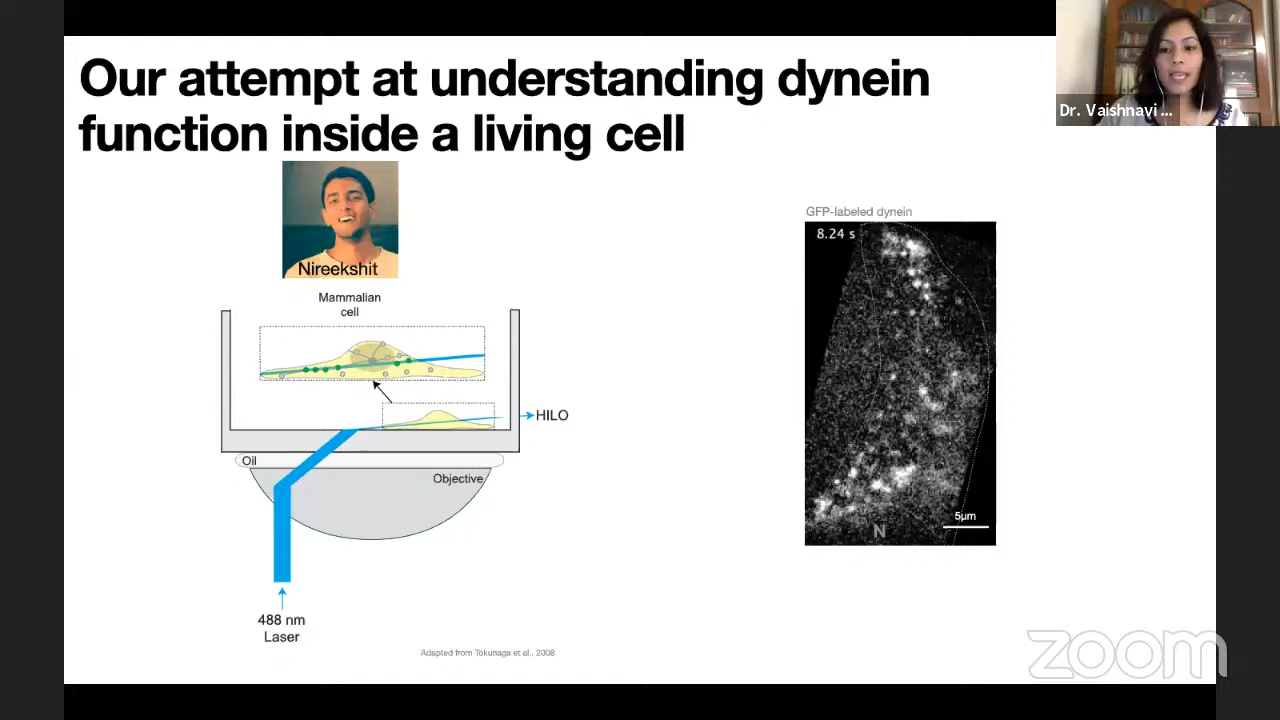 Our attempt at understanding dynein
function inside a living cell
Dr. Vaishnavi ...
Nireekshit
Mammalian
cell
HILO
Oil
Objective
488 nm
Laser
Adapted from Tokunaga et al., 2008
GFP-labeled dynein
8.24 s
5μm
N
zoom